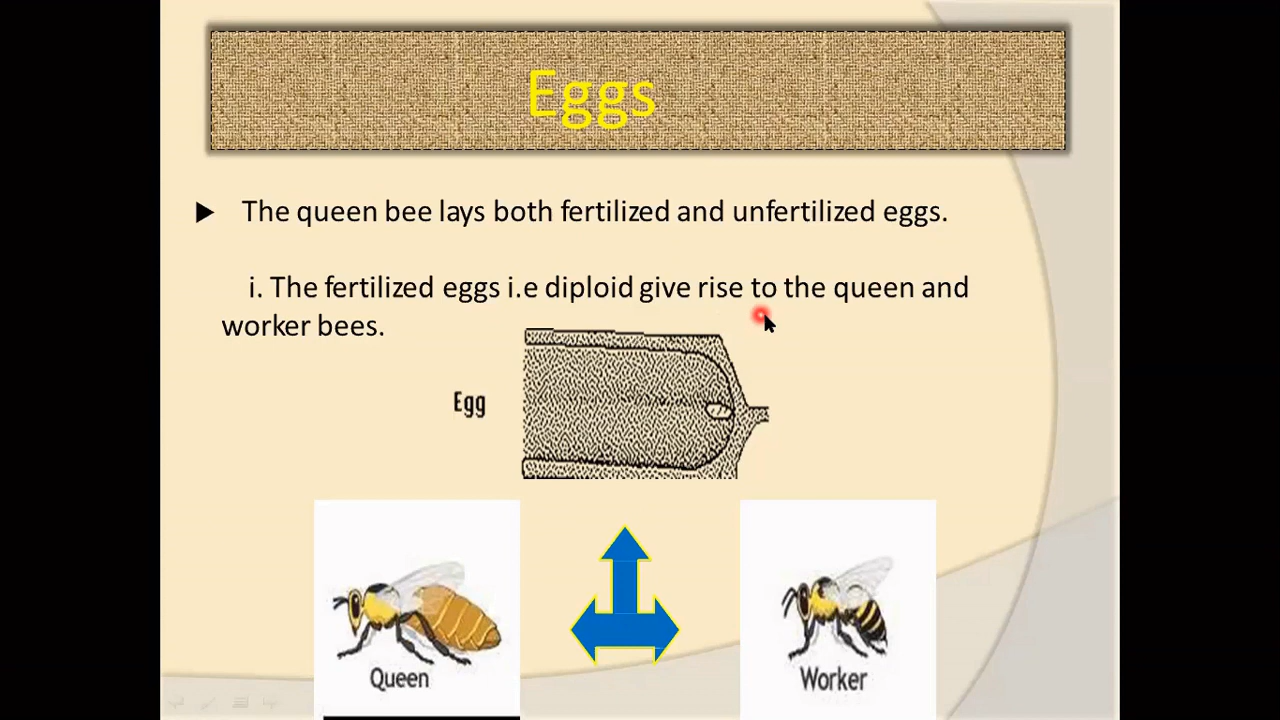 Eggs
The queen bee lays both fertilized and unfertilized eggs.
i. The fertilized eggs i.e diploid give rise to the queen and
worker bees.
Egg
Queen
Worker